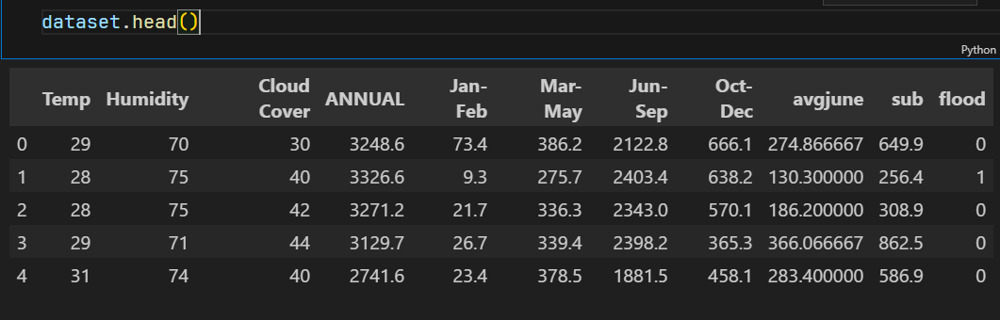 dataset.head()
Python
Temp Humidity Cloud Cover ANNUAL Jan-Feb Mar-May Jun-Sep Oct-Dec avgjune sub flood
0 29 70 30 3248.6 73.4 386.2 2122.8 666.1 274.866667 649.9 0
1 28 75 40 3326.6 9.3 275.7 2403.4 638.2 130.300000 256.4 1
2 28 75 42 3271.2 21.7 336.3 2343.0 570.1 186.200000 308.9 0
3 29 71 44 3129.7 26.7 339.4 2398.2 365.3 366.066667 862.5 0
4 31 74 40 2741.6 23.4 378.5 1881.5 458.1 283.400000 586.9 0